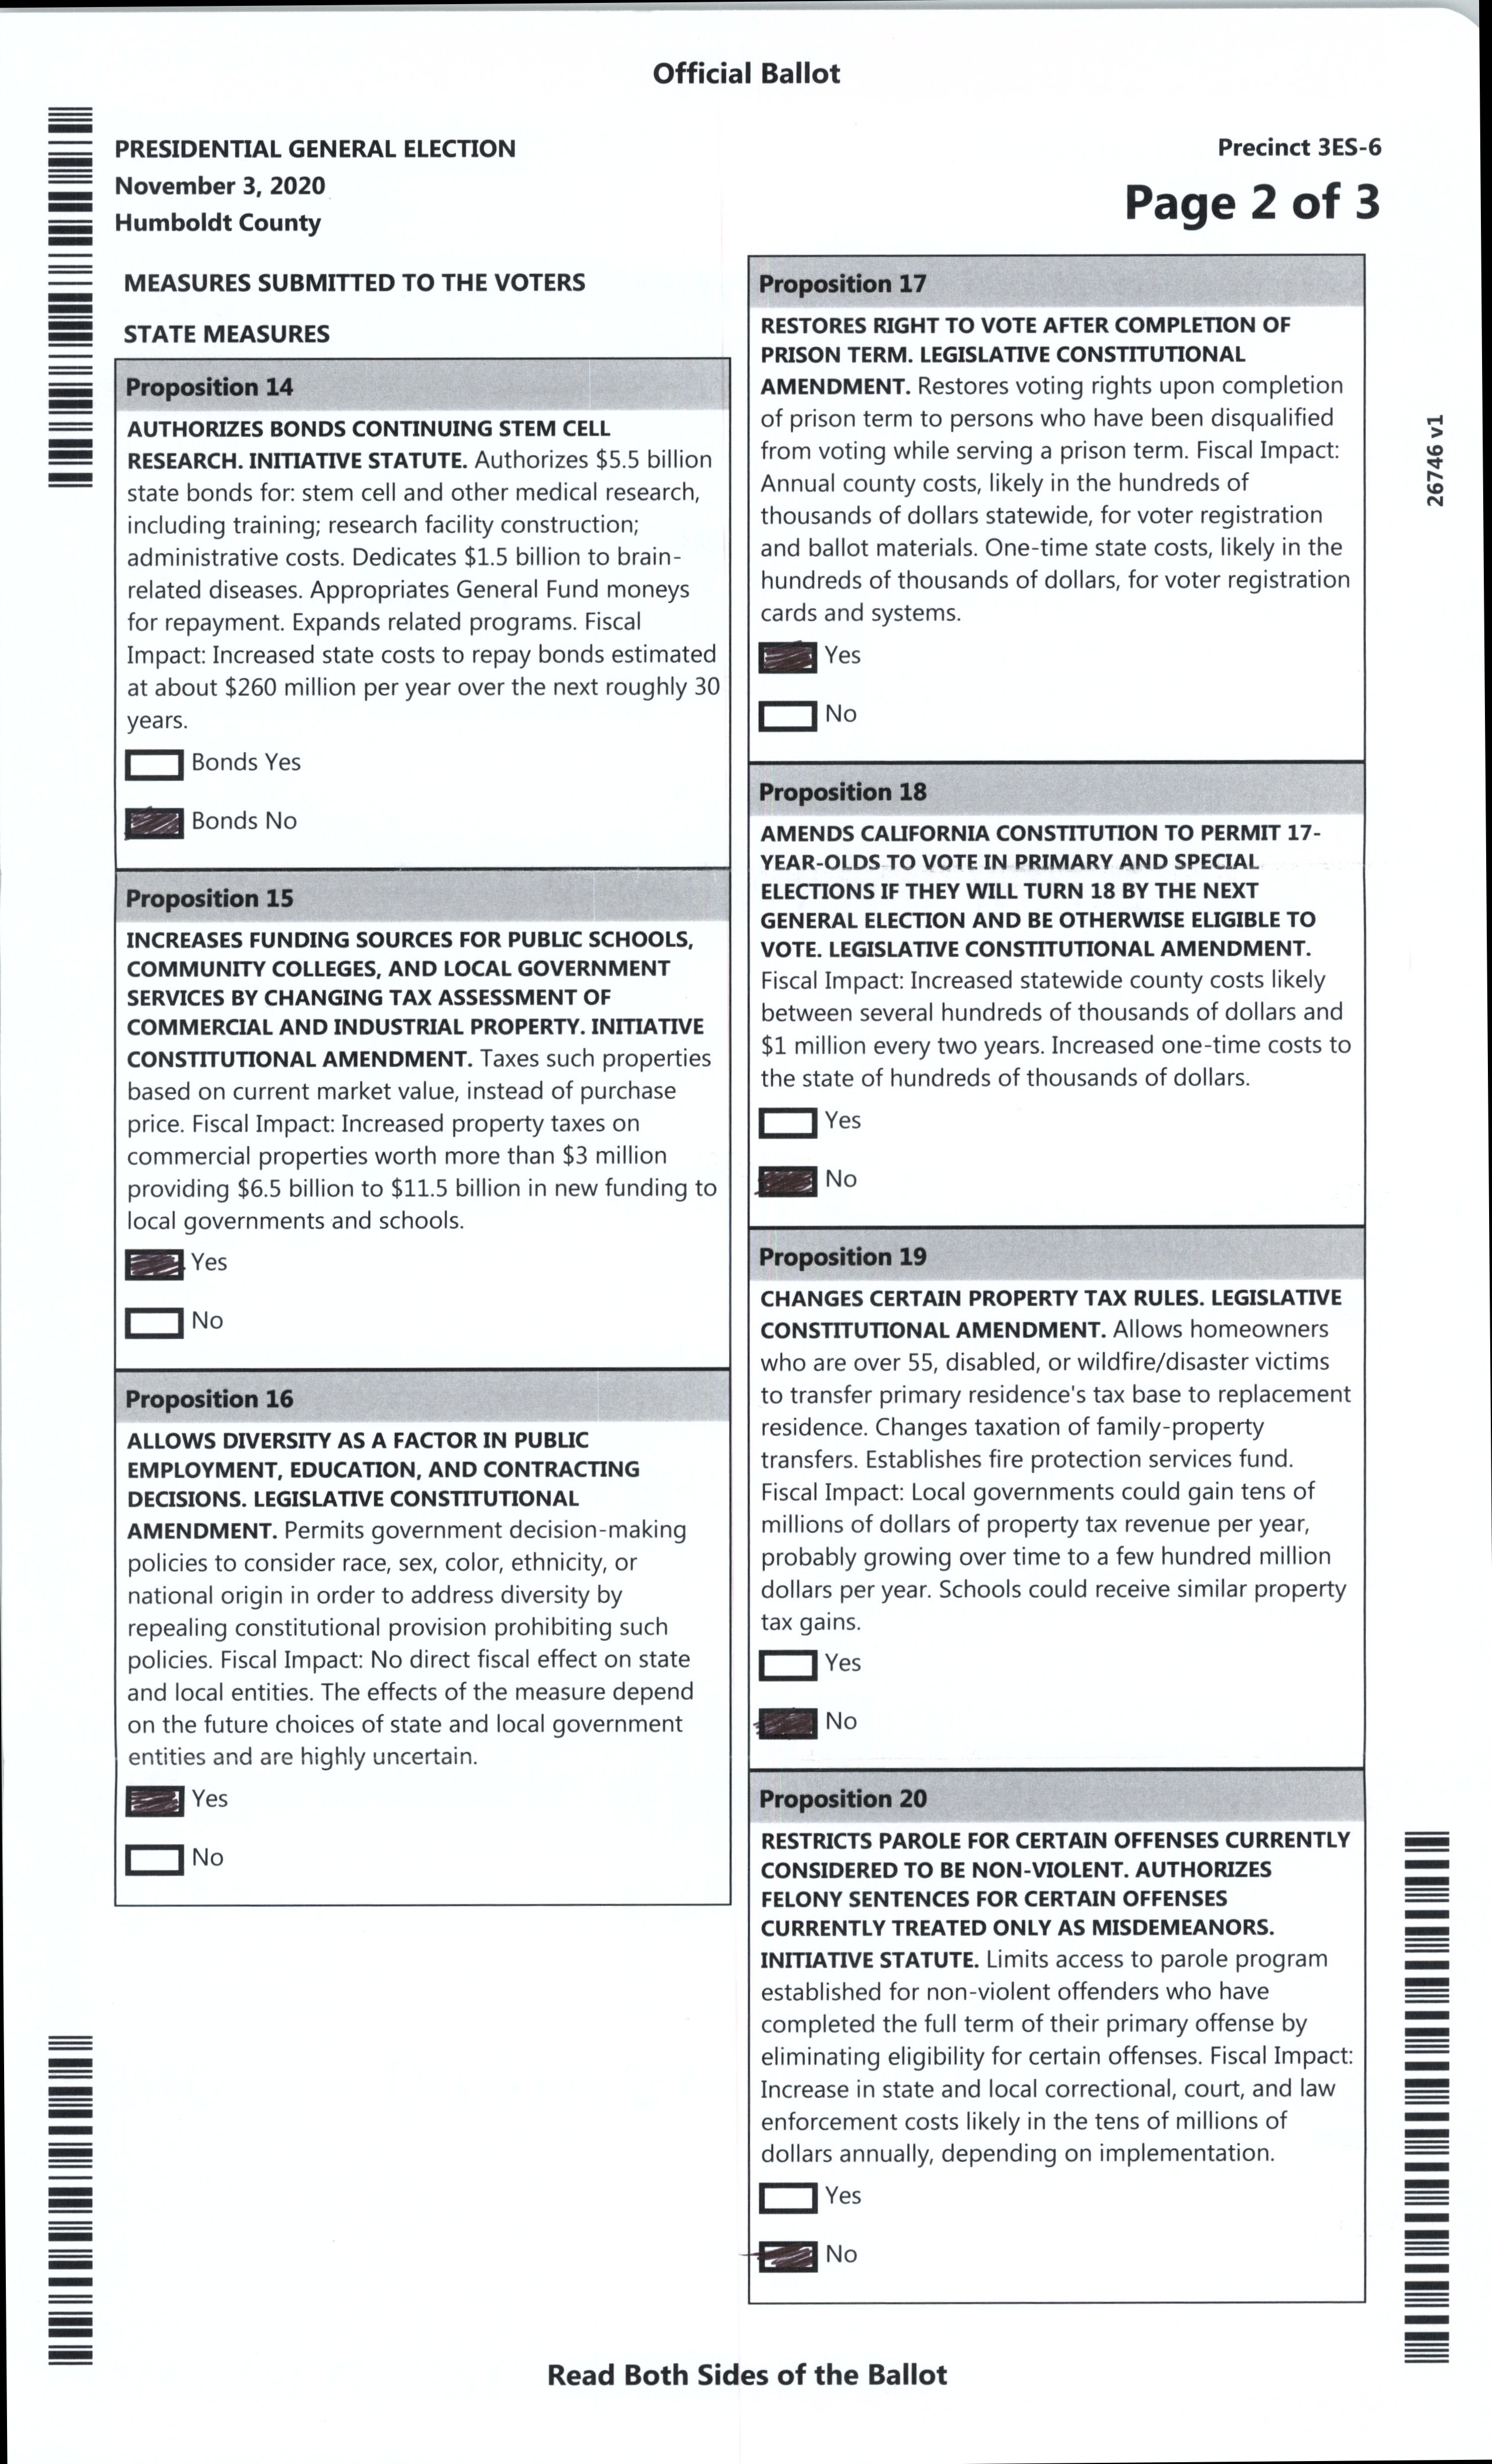 Official Ballot
PRESIDENTIAL GENERAL ELECTION
November 3, 2020
Humboldt County
Precinct 3ES-6
Page 2 of 3
MEASURES SUBMITTED TO THE VOTERS
STATE MEASURES
Proposition 14
AUTHORIZES BONDS CONTINUING STEM CELL
RESEARCH. INITIATIVE STATUTE. Authorizes $5.5 billion
state bonds for: stem cell and other medical research,
including training; research facility construction;
administrative costs. Dedicates $1.5 billion to brain-
related diseases. Appropriates General Fund moneys
for repayment. Expands related programs. Fiscal
Impact: Increased state costs to repay bonds estimated
at about $260 million per year over the next roughly 30
years.
Bonds Yes
Bonds No
Proposition 15
INCREASES FUNDING SOURCES FOR PUBLIC SCHOOLS,
COMMUNITY COLLEGES, AND LOCAL GOVERNMENT
SERVICES BY CHANGING TAX ASSESSMENT OF
COMMERCIAL AND INDUSTRIAL PROPERTY. INITIATIVE
CONSTITUTIONAL AMENDMENT. Taxes such properties
based on current market value, instead of purchase
price. Fiscal Impact: Increased property taxes on
commercial properties worth more than $3 million
providing $6.5 billion to $11.5 billion in new funding to
local governments and schools.
Yes
No
Proposition 16
ALLOWS DIVERSITY AS A FACTOR IN PUBLIC
EMPLOYMENT, EDUCATION, AND CONTRACTING
DECISIONS. LEGISLATIVE CONSTITUTIONAL
AMENDMENT. Permits government decision-making
policies to consider race, sex, color, ethnicity, or
national origin in order to address diversity by
repealing constitutional provision prohibiting such
policies. Fiscal Impact: No direct fiscal effect on state
and local entities. The effects of the measure depend
on the future choices of state and local government
entities and are highly uncertain.
Yes
No
Proposition 17
RESTORES RIGHT TO VOTE AFTER COMPLETION OF
PRISON TERM. LEGISLATIVE CONSTITUTIONAL
AMENDMENT. Restores voting rights upon completion
of prison term to persons who have been disqualified
from voting while serving a prison term. Fiscal Impact:
Annual county costs, likely in the hundreds of
thousands of dollars statewide, for voter registration
and ballot materials. One-time state costs, likely in the
hundreds of thousands of dollars, for voter registration
cards and systems.
Yes
No
Proposition 18
AMENDS CALIFORNIA CONSTITUTION TO PERMIT 17-
YEAR-OLDS TO VOTE IN PRIMARY AND SPECIAL
ELECTIONS IF THEY WILL TURN 18 BY THE NEXT
GENERAL ELECTION AND BE OTHERWISE ELIGIBLE TO
VOTE. LEGISLATIVE CONSTITUTIONAL AMENDMENT.
Fiscal Impact: Increased statewide county costs likely
between several hundreds of thousands of dollars and
$1 million every two years. Increased one-time costs to
the state of hundreds of thousands of dollars.
Yes
No
Proposition 19
CHANGES CERTAIN PROPERTY TAX RULES. LEGISLATIVE
CONSTITUTIONAL AMENDMENT. Allows homeowners
who are over 55, disabled, or wildfire/disaster victims
to transfer primary residence's tax base to replacement
residence. Changes taxation of family-property
transfers. Establishes fire protection services fund.
Fiscal Impact: Local governments could gain tens of
millions of dollars of property tax revenue per year,
probably growing over time to a few hundred million
dollars per year. Schools could receive similar property
tax gains.
Yes
No
Proposition 20
RESTRICTS PAROLE FOR CERTAIN OFFENSES CURRENTLY
CONSIDERED TO BE NON-VIOLENT. AUTHORIZES
FELONY SENTENCES FOR CERTAIN OFFENSES
CURRENTLY TREATED ONLY AS MISDEMEANORS.
INITIATIVE STATUTE. Limits access to parole program
established for non-violent offenders who have
completed the full term of their primary offense by
eliminating eligibility for certain offenses. Fiscal Impact:
Increase in state and local correctional, court, and law
enforcement costs likely in the tens of millions of
dollars annually, depending on implementation.
Yes
No
26746 v1
Read Both Sides of the Ballot